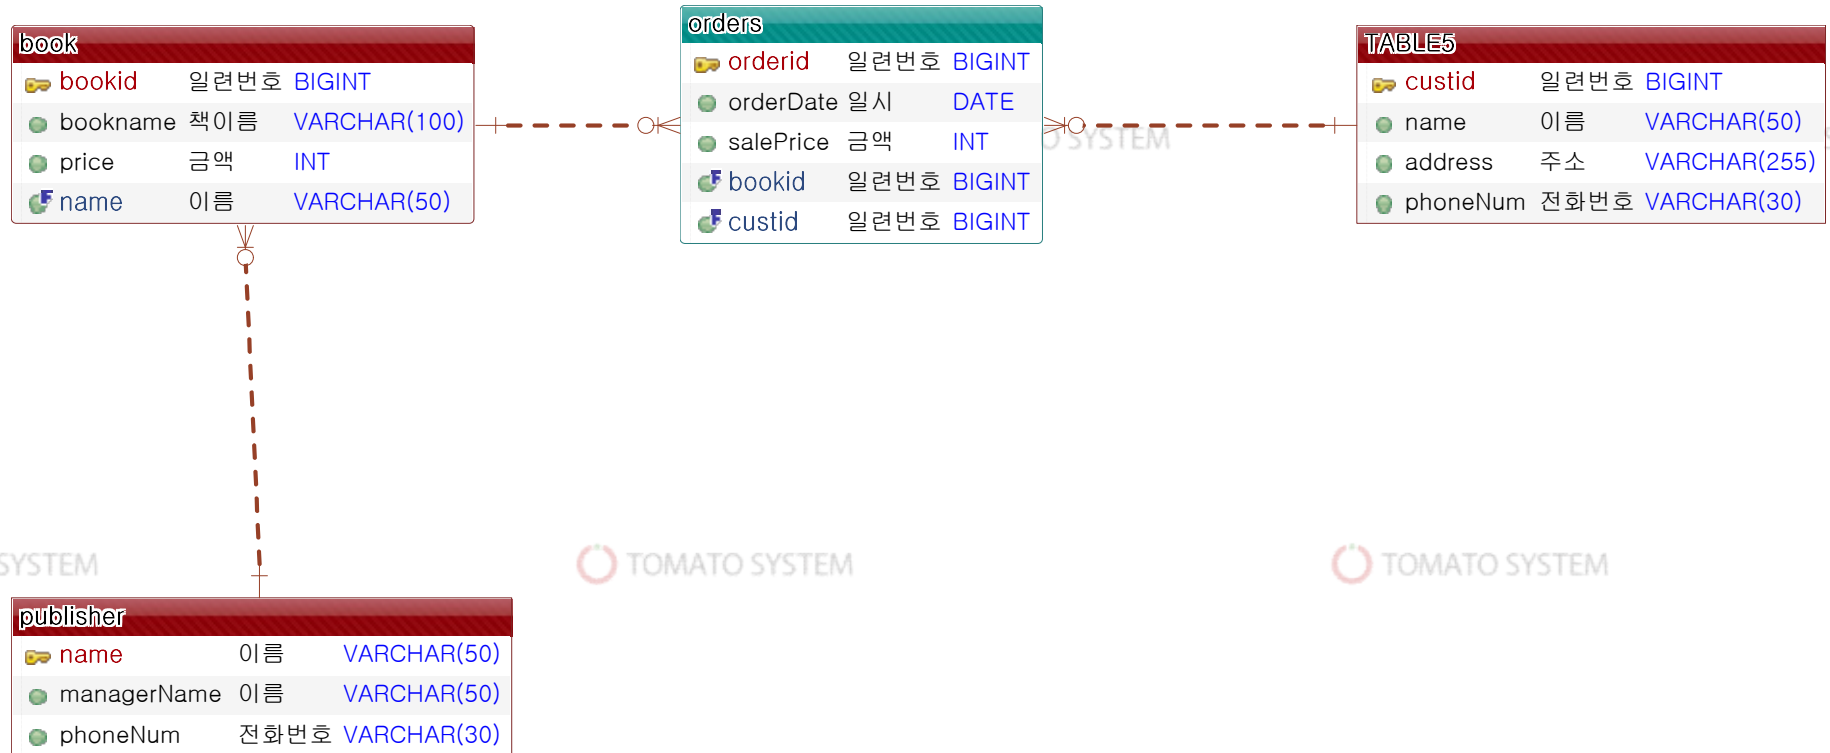 book
bookid 일련번호 BIGINT
bookname 책이름 VARCHAR(100)
price 금액 INT
name 이름 VARCHAR(50)
orders
orderid 일련번호 BIGINT
orderDate 일시 DATE
salePrice 금액 INT
bookid 일련번호 BIGINT
custid 일련번호 BIGINT
TABLE5
custid 일련번호 BIGINT
name 이름 VARCHAR(50)
address 주소 VARCHAR(255)
phoneNum 전화번호 VARCHAR(30)
SYSTEM
SYSTEM
TOMATO SYSTEM
TOMATO SYSTEM
publisher
name 이름 VARCHAR(50)
managerName 이름 VARCHAR(50)
phoneNum 전화번호 VARCHAR(30)